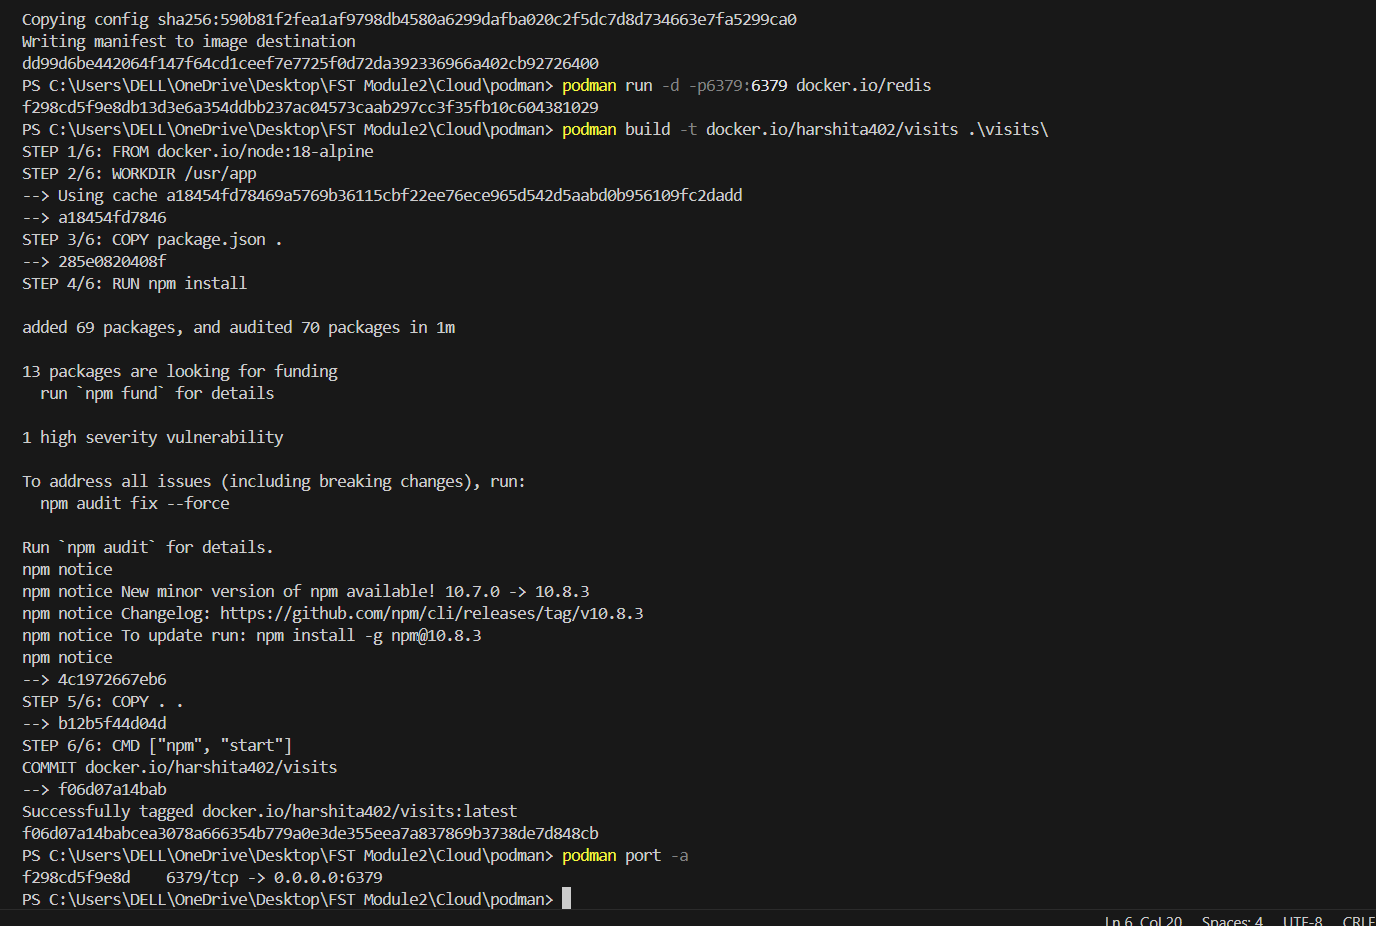 Copying config sha256:590b81f2fea1af9798db4580a6299dafba020c2f5dc7d8d734663e7fa5299ca0
Writing manifest to image destination
dd99d6be442064f147f64cd1ceef7e7725f0d72da392336966a402cb92726400
PS C:\Users\DELL\OneDrive\Desktop\FST Module2\Cloud\podman> podman run -d -p6379:6379 docker.io/redis
f298cd5f9e8db13d3e6a354ddbb237ac04573caab297cc3f35fb10c604381029
PS C:\Users\DELL\OneDrive\Desktop\FST Module2\Cloud\podman> podman build -t docker.io/harshita402/visits .\visits\
STEP 1/6: FROM docker.io/node:18-alpine
STEP 2/6: WORKDIR /usr/app
--> Using cache a18454fd78469a5769b36115cbf22ee76ece965d542d5aabd0b956109fc2dadd
--> a18454fd7846
STEP 3/6: COPY package.json .
--> 285e0820408f
STEP 4/6: RUN npm install

added 69 packages, and audited 70 packages in 1m

13 packages are looking for funding
  run `npm fund` for details

1 high severity vulnerability

To address all issues (including breaking changes), run:
  npm audit fix --force

Run `npm audit` for details.
npm notice
npm notice New minor version of npm available! 10.7.0 -> 10.8.3
npm notice Changelog: https://github.com/npm/cli/releases/tag/v10.8.3
npm notice To update run: npm install -g npm@10.8.3
npm notice
--> 4c1972667eb6
STEP 5/6: COPY . .
--> b12b5f44d04d
STEP 6/6: CMD ["npm", "start"]
COMMIT docker.io/harshita402/visits
--> f06d07a14bab
Successfully tagged docker.io/harshita402/visits:latest
f06d07a14babcea3078a666354b779a0e3de355eea7a837869b3738de7d848cb
PS C:\Users\DELL\OneDrive\Desktop\FST Module2\Cloud\podman> podman port -a
f298cd5f9e8d    6379/tcp -> 0.0.0.0:6379
PS C:\Users\DELL\OneDrive\Desktop\FST Module2\Cloud\podman>
Ln 6, Col 20 Spaces: 4 UTF-8 CRLF